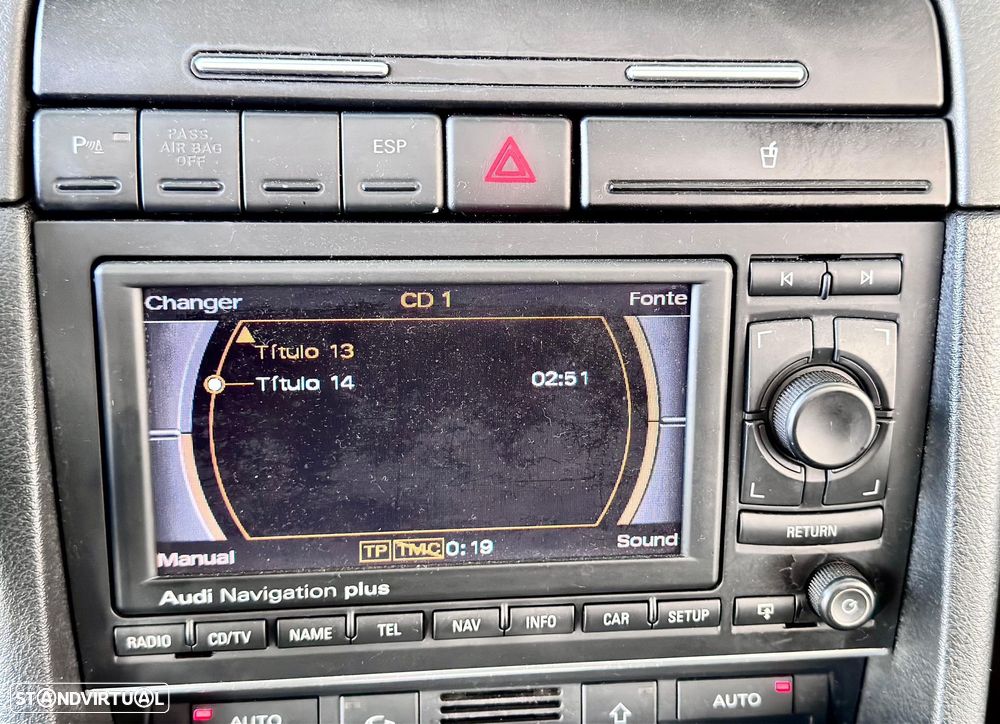 P
PASS.
AIR BAG
OFF
ESP
Changer CD 1 Fonte
Título 13
Título 14 02:51
Manual TP TMC 0:19 Sound
Audi Navigation plus
RETURN
RADIO CD/TV NAME TEL NAV INFO CAR SETUP
AUTO AUTO
STANDVIRTUAL